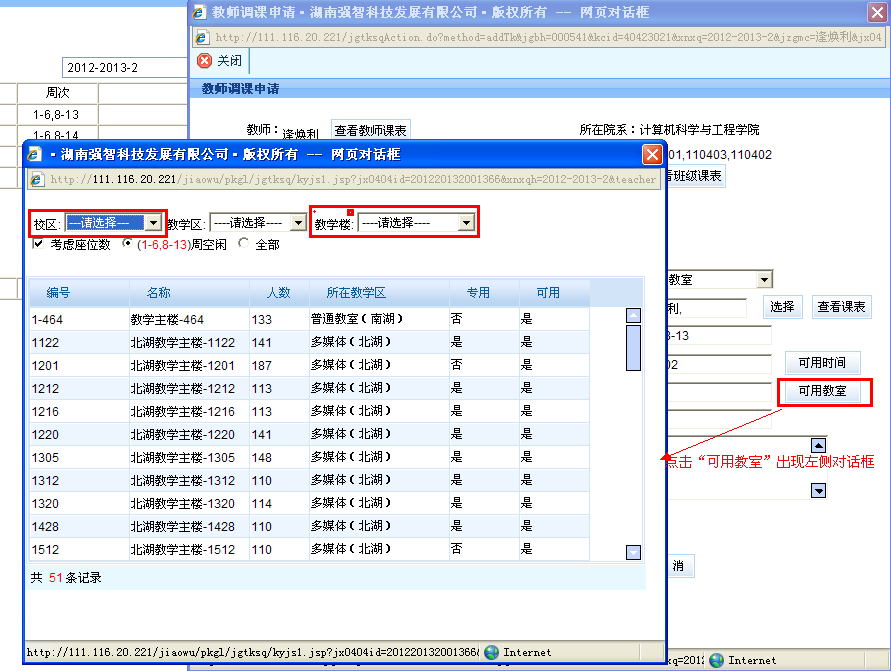 教师调课申请 - 湖南强智科技发展有限公司 - 版权所有 -- 网页对话框
http://111.116.20.221/jgtksqAction.do?method=addTk&jgbh=000541&kcid=40423021&xnxq=2012-2013-2&jzgmc=逄焕利&jx04
关闭
教师调课申请
2012-2013-2
周次
1-6,8-13
1-6,8-14
教师：逄焕利 查看教师课表 所在院系：计算机科学与工程学院
01,110403,110402
看班级课表
- 湖南强智科技发展有限公司 - 版权所有 -- 网页对话框
http://111.116.20.221/jiaowu/pkgl/jgtksq/kyjs1.jsp?jx0404id=201220132001366&xnxqh=2012-2013-2&teacher
校区: ---请选择--- 教学区: ----请选择---- 教学楼: ----请选择----
考虑座位数 (1-6,8-13)周空闲 全部
编号 名称 人数 所在教学区 专用 可用
1-464 教学主楼-464 133 普通教室(南湖) 否 是
1122 北湖教学主楼-1122 141 多媒体(北湖) 是 是
1201 北湖教学主楼-1201 187 多媒体(北湖) 否 是
1212 北湖教学主楼-1212 113 多媒体(北湖) 是 是
1216 北湖教学主楼-1216 113 多媒体(北湖) 是 是
1220 北湖教学主楼-1220 141 多媒体(北湖) 是 是
1305 北湖教学主楼-1305 148 多媒体(北湖) 是 是
1312 北湖教学主楼-1312 110 多媒体(北湖) 是 是
1320 北湖教学主楼-1320 114 多媒体(北湖) 是 是
1428 北湖教学主楼-1428 110 多媒体(北湖) 是 是
1512 北湖教学主楼-1512 110 多媒体(北湖) 否 是
共 51 条记录
http://111.116.20.221/jiaowu/pkgl/jgtksq/kyjs1.jsp?jx0404id=201220132001366& Internet
教室
利, 选择 查看课表
8-13
02 可用时间
可用教室
点击“可用教室”出现左侧对话框
消
xq=2012 Internet